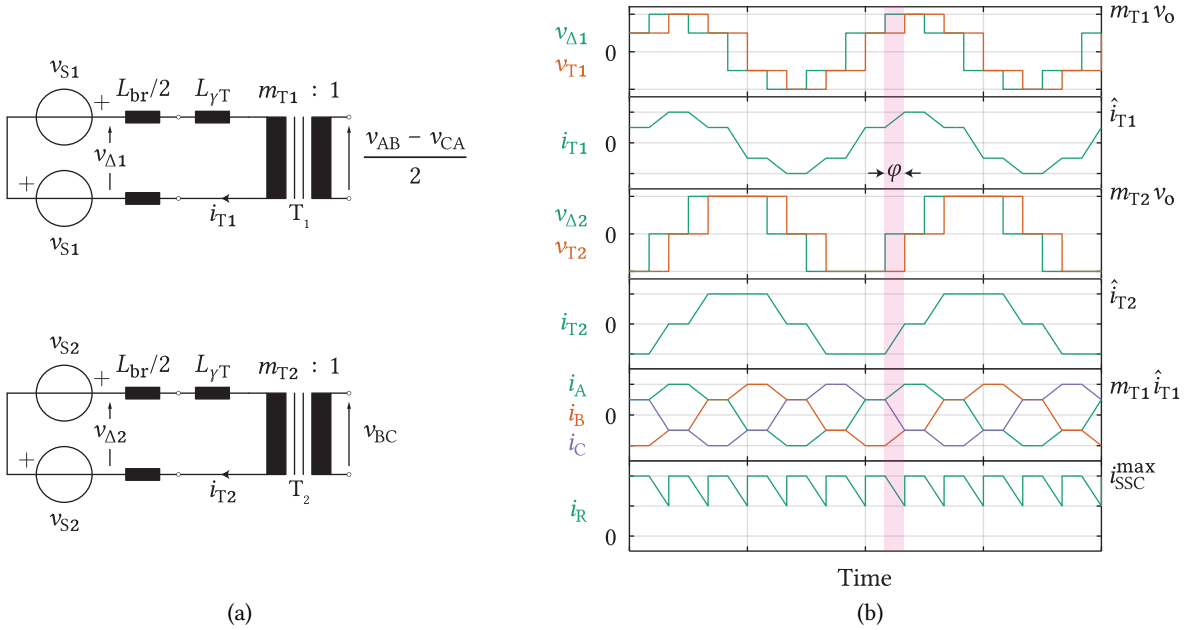 v_S1
+
L_br/2
L_γT
m_T1 : 1
v_Δ1
(v_AB − v_CA)/2
+
i_T1
T_1
v_S1
v_S2
+
L_br/2
L_γT
m_T2 : 1
v_Δ2
v_BC
+
i_T2
T_2
v_S2
(a)
v_Δ1
0
v_T1
m_T1 v_o
i_T1
0
î_T1
φ
v_Δ2
0
v_T2
m_T2 v_o
i_T2
0
î_T2
i_A
i_B
0
i_C
m_T1 î_T1
i_R
0
i_SSC^max
Time
(b)